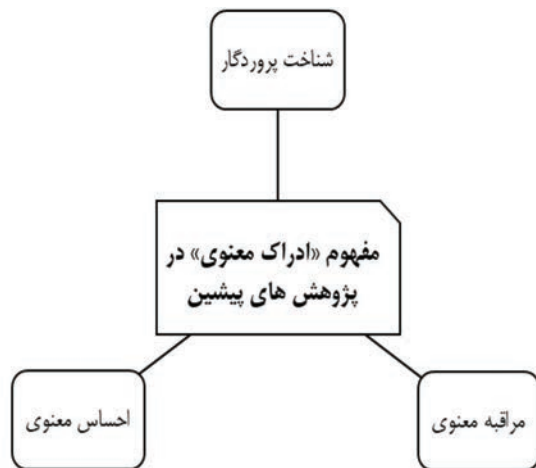 شناخت پروردگار
مفهوم «ادراک معنوی» در
پژوهش های پیشین
مراقبه معنوی
احساس معنوی